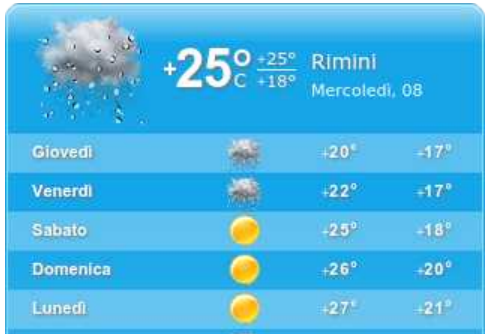 +25° C +25° +18° Rimini
Mercoledì, 08
Giovedì +20° +17°
Venerdì +22° +17°
Sabato +25° +18°
Domenica +26° +20°
Lunedì +27° +21°